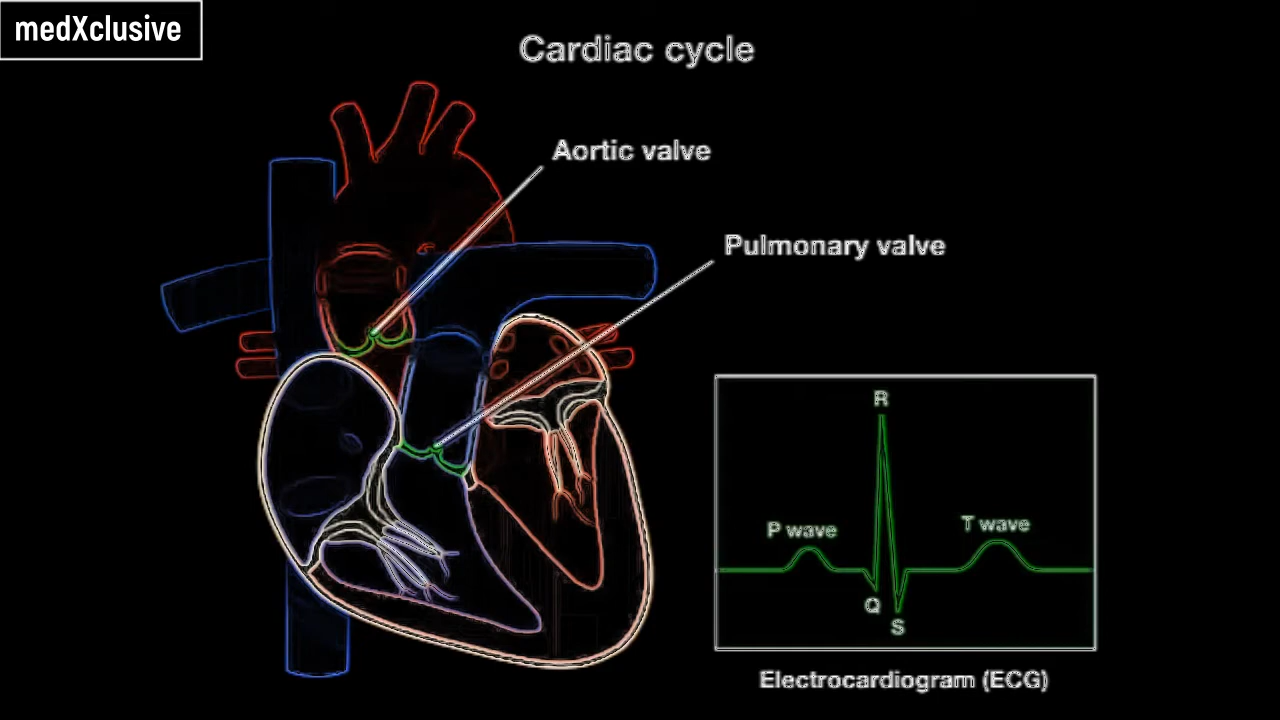 medXclusive
Cardiac cycle
Aortic valve
Pulmonary valve
R
P wave
T wave
Q
S
Electrocardiogram (ECG)